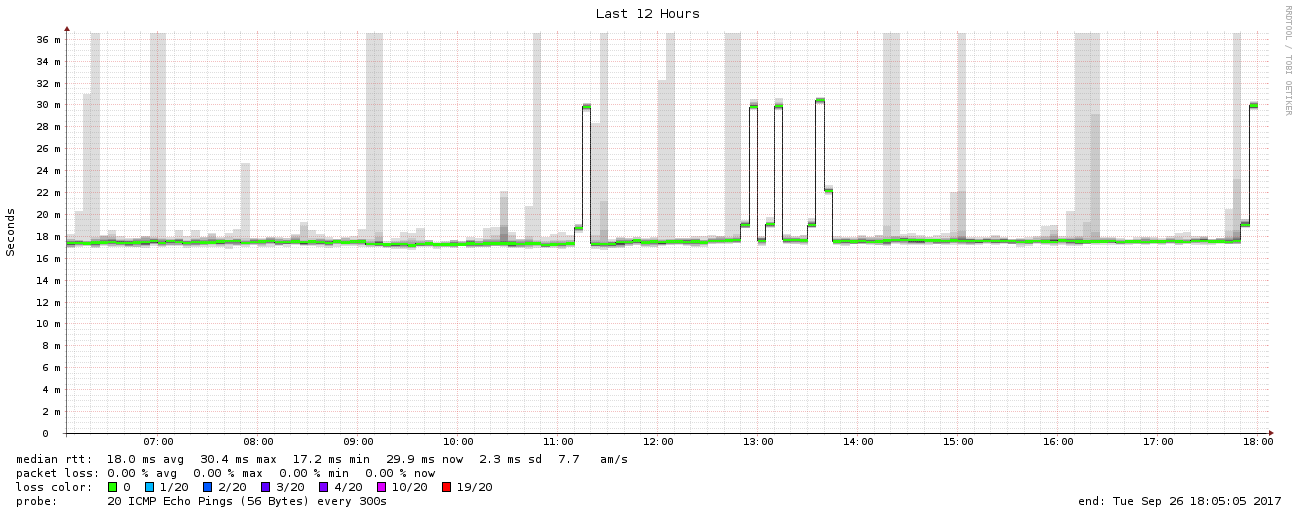 Last 12 Hours
RRDTOOL / TOBI OETIKER
Seconds
36 m
34 m
32 m
30 m
28 m
26 m
24 m
22 m
20 m
18 m
16 m
14 m
12 m
10 m
8 m
6 m
4 m
2 m
0
07:00 08:00 09:00 10:00 11:00 12:00 13:00 14:00 15:00 16:00 17:00 18:00
median rtt: 18.0 ms avg 30.4 ms max 17.2 ms min 29.9 ms now 2.3 ms sd 7.7 am/s
packet loss: 0.00 % avg 0.00 % max 0.00 % min 0.00 % now
loss color: 0 1/20 2/20 3/20 4/20 10/20 19/20
probe: 20 ICMP Echo Pings (56 Bytes) every 300s end: Tue Sep 26 18:05:05 2017